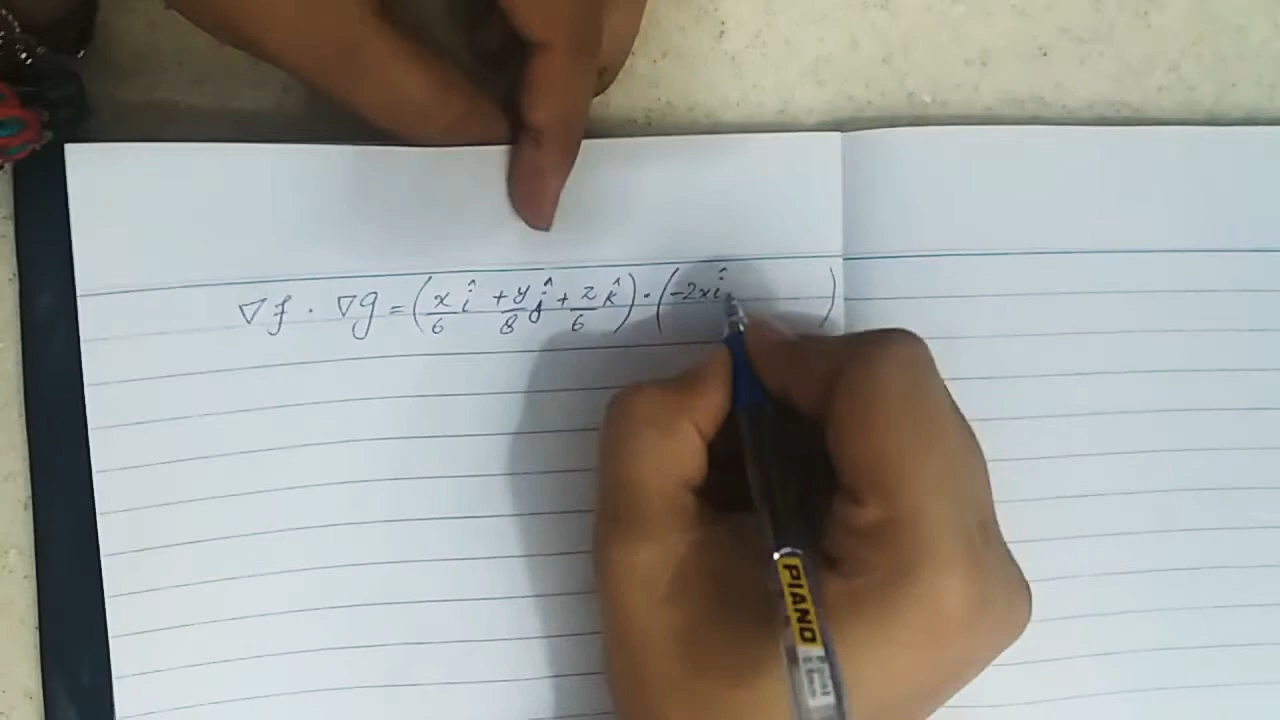 ∇f · ∇g = (x/6 î + y/8 ĵ + z/6 k̂) · (-2xî )
PIANO